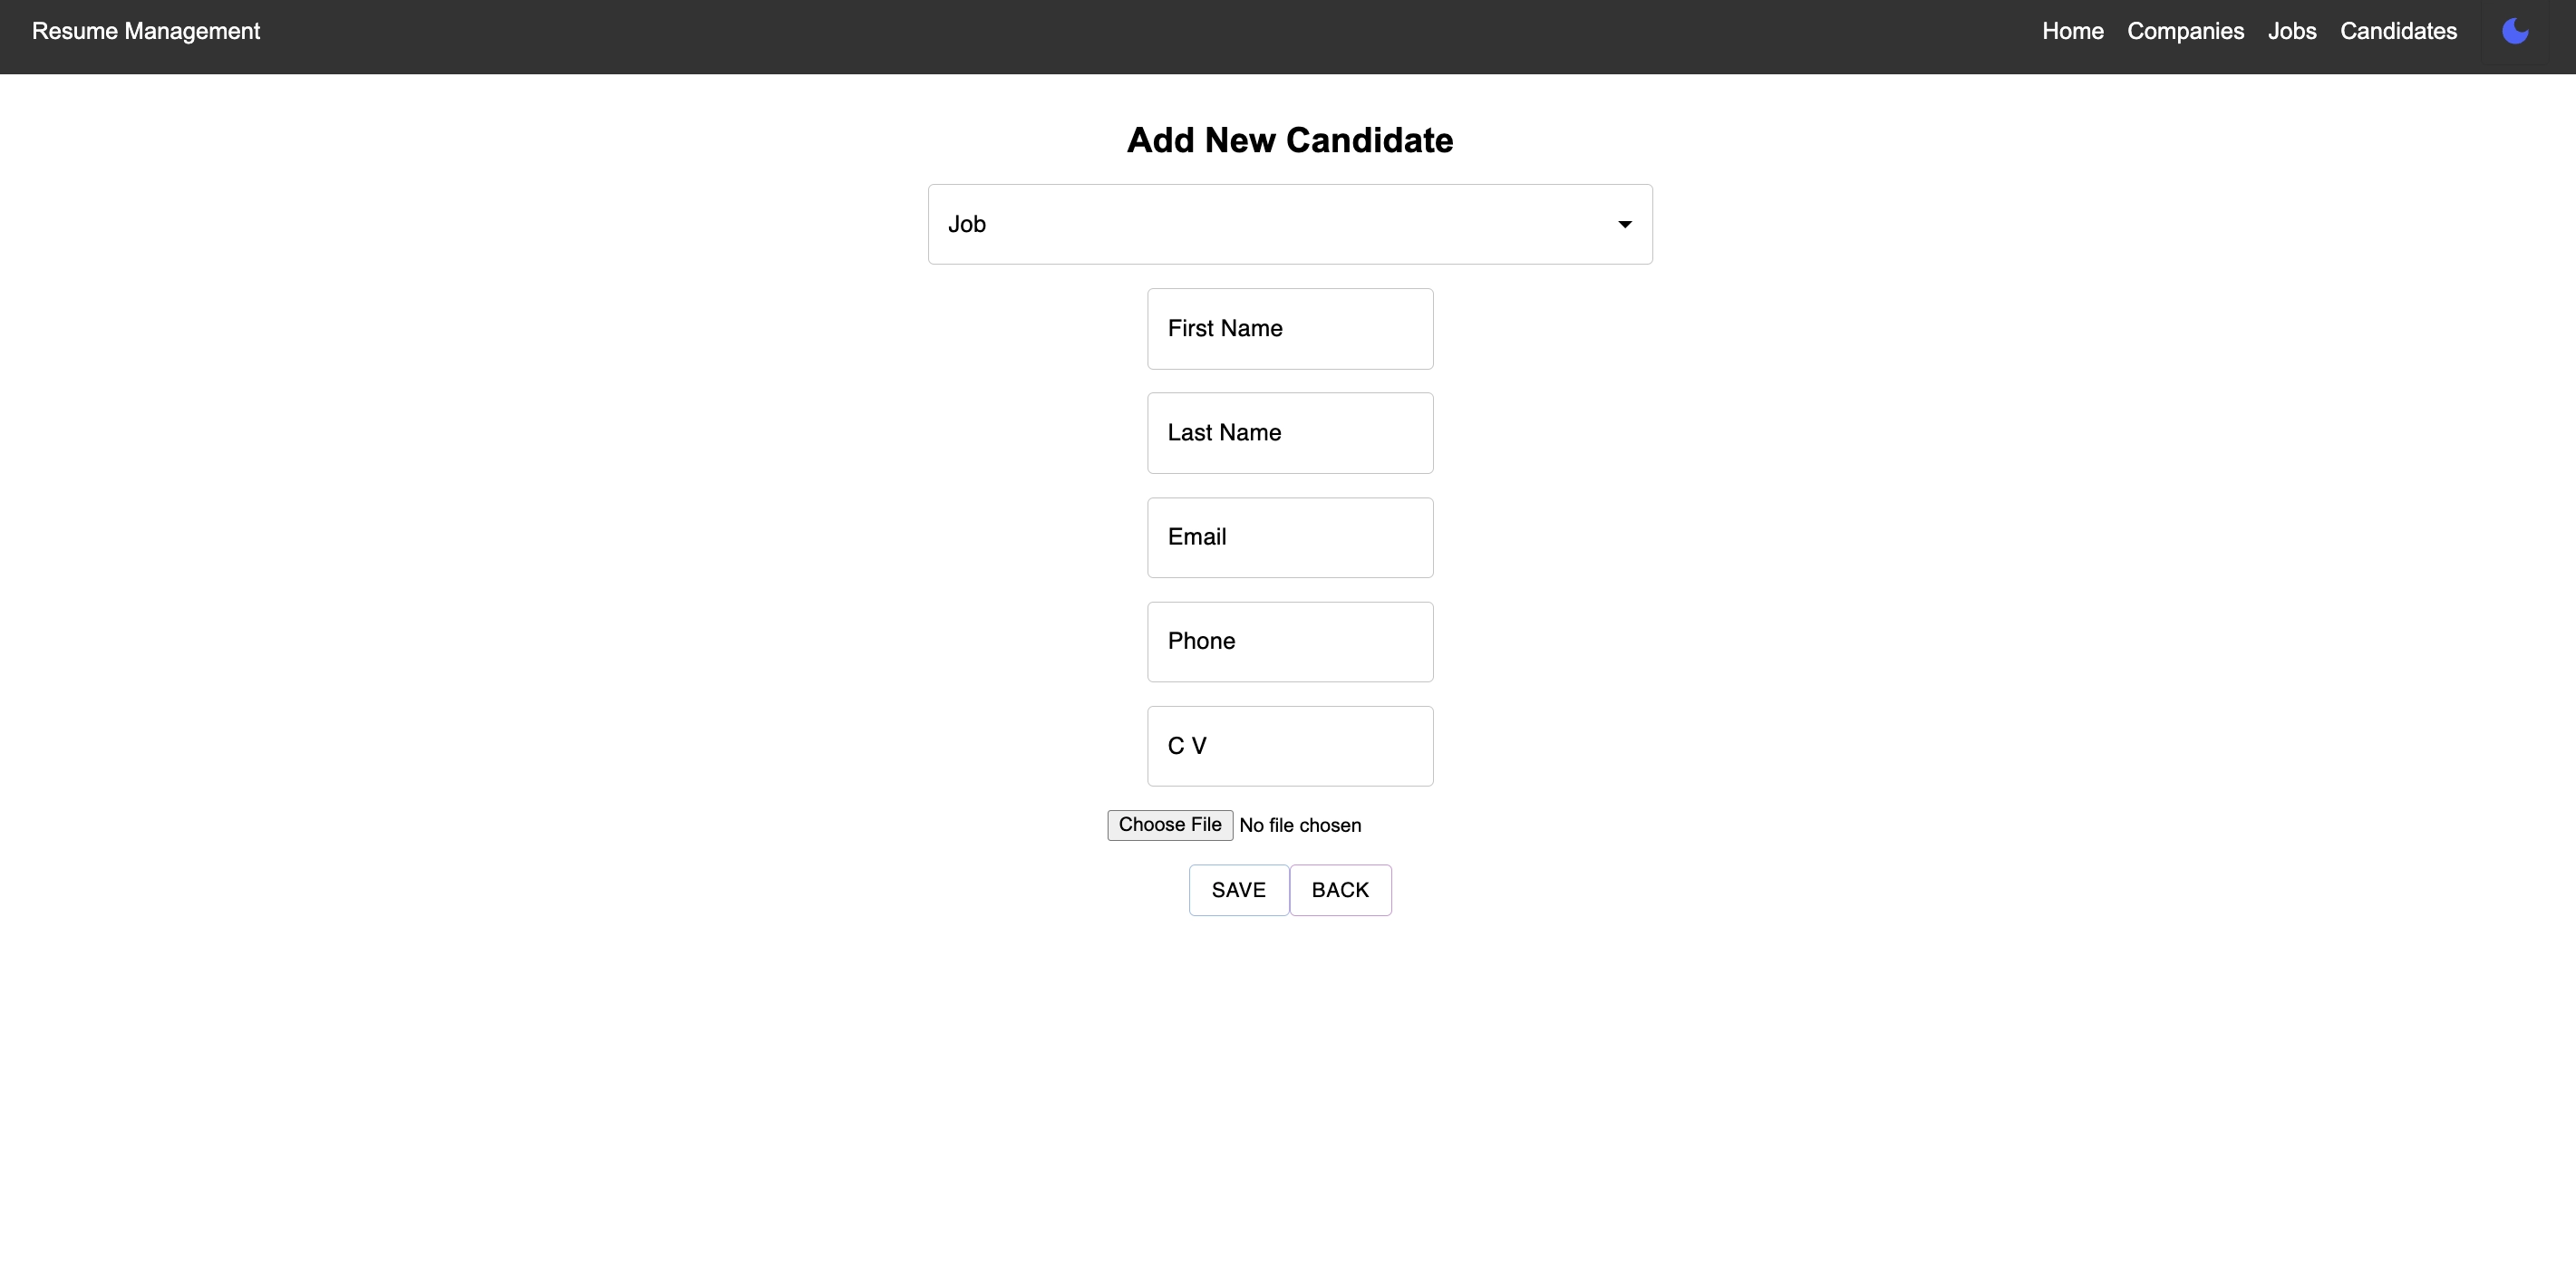 Resume Management Home Companies Jobs Candidates
Add New Candidate
Job
First Name
Last Name
Email
Phone
C V
Choose File No file chosen
SAVE BACK